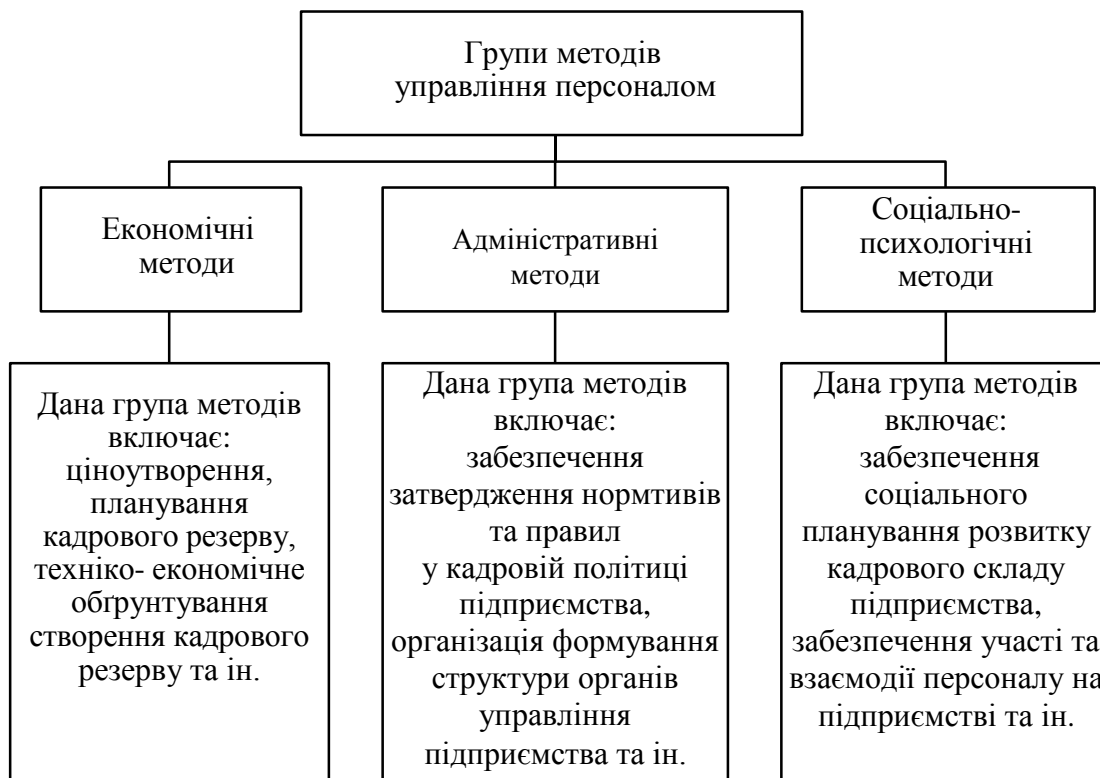 Групи методів
управління персоналом
Економічні
методи
Адміністративні
методи
Соціально-
психологічні
методи
Дана група методів
включає:
ціноутворення,
планування
кадрового резерву,
техніко- економічне
обґрунтування
створення кадрового
резерву та ін.
Дана група методів
включає:
забезпечення
затвердження нормтивів
та правил
у кадровій політиці
підприємства,
організація формування
структури органів
управління
підприємства та ін.
Дана група методів
включає:
забезпечення
соціального
планування розвитку
кадрового складу
підприємства,
забезпечення участі та
взаємодії персоналу на
підприємстві та ін.